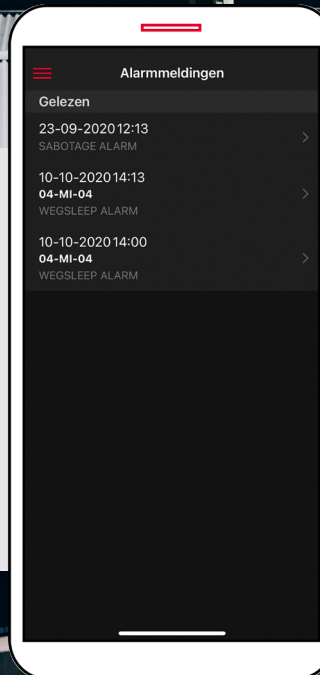 Alarmmeldingen
Gelezen
23-09-2020 12:13
SABOTAGE ALARM
10-10-2020 14:13
04-MI-04
WEGSLEEP ALARM
10-10-2020 14:00
04-MI-04
WEGSLEEP ALARM